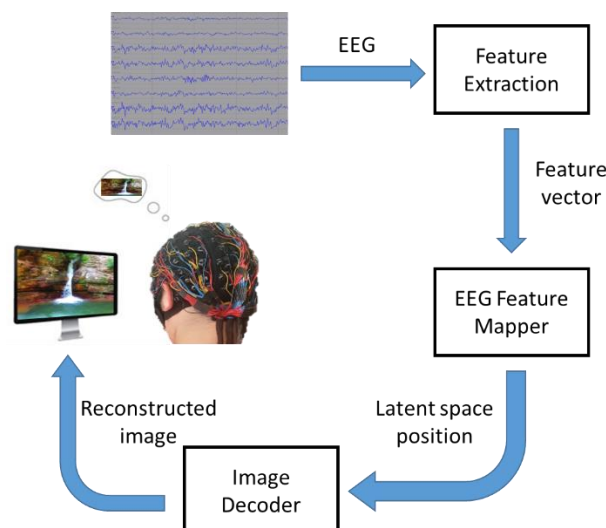 EEG
Feature
Extraction
Feature
vector
EEG Feature
Mapper
Latent space
position
Image
Decoder
Reconstructed
image